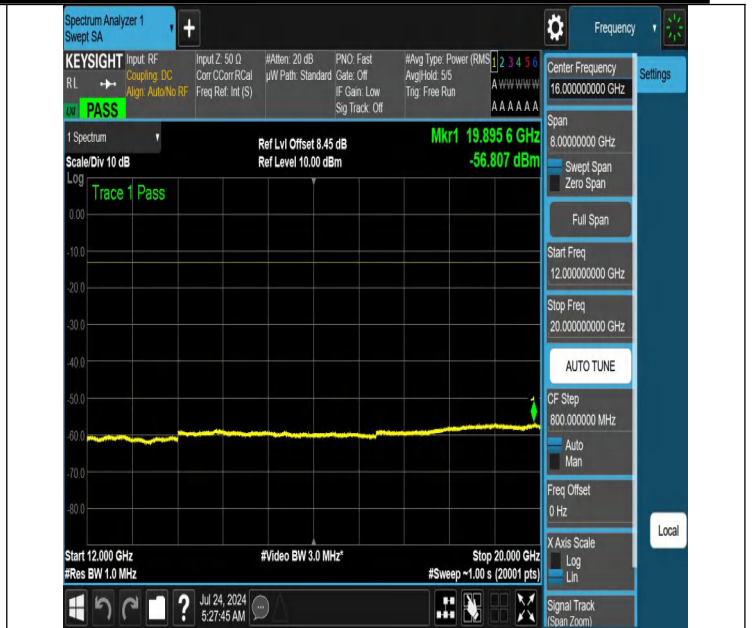 Spectrum Analyzer 1
Swept SA
+
Frequency
KEYSIGHT
RL
PASS
Input: RF
Coupling: DC
Align: Auto/No RF
Input Z: 50 Ω
Corr CCorr RCal
Freq Ref: Int (S)
#Atten: 20 dB
µW Path: Standard
PNO: Fast
Gate: Off
IF Gain: Low
Sig Track: Off
#Avg Type: Power (RMS
Avg|Hold: 5/5
Trig: Free Run
1 2 3 4 5 6
A W W W W W
A A A A A A
1 Spectrum
Scale/Div 10 dB
Ref Lvl Offset 8.45 dB
Ref Level 10.00 dBm
Mkr1 19.895 6 GHz
-56.807 dBm
Log
Trace 1 Pass
0.00
-10.0
-20.0
-30.0
-40.0
-50.0
-60.0
-70.0
-80.0
Start 12.000 GHz
#Res BW 1.0 MHz
#Video BW 3.0 MHz*
Stop 20.000 GHz
#Sweep ~1.00 s (20001 pts)
?
Jul 24, 2024
5:27:45 AM
Center Frequency
16.000000000 GHz
Settings
Span
8.00000000 GHz
Swept Span
Zero Span
Full Span
Start Freq
12.000000000 GHz
Stop Freq
20.000000000 GHz
AUTO TUNE
CF Step
800.000000 MHz
Auto
Man
Freq Offset
0 Hz
X Axis Scale
Log
Lin
Local
Signal Track
(Span Zoom)